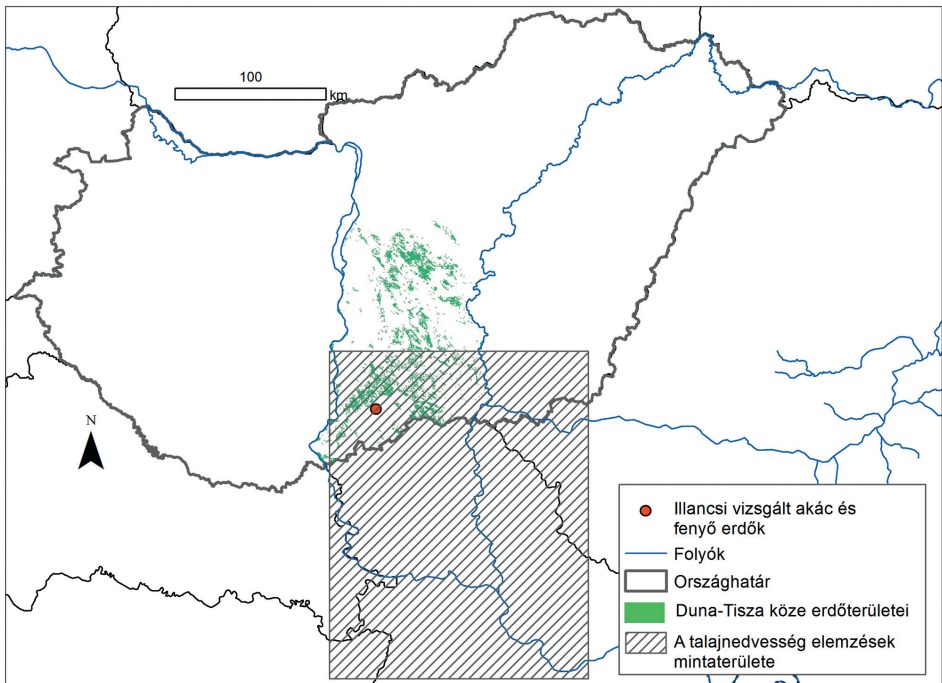 100
km
N
Illancsi vizsgált akác és
fenyő erdők
Folyók
Országhatár
Duna-Tisza köze erdőterületei
A talajnedvesség elemzések
mintaterülete